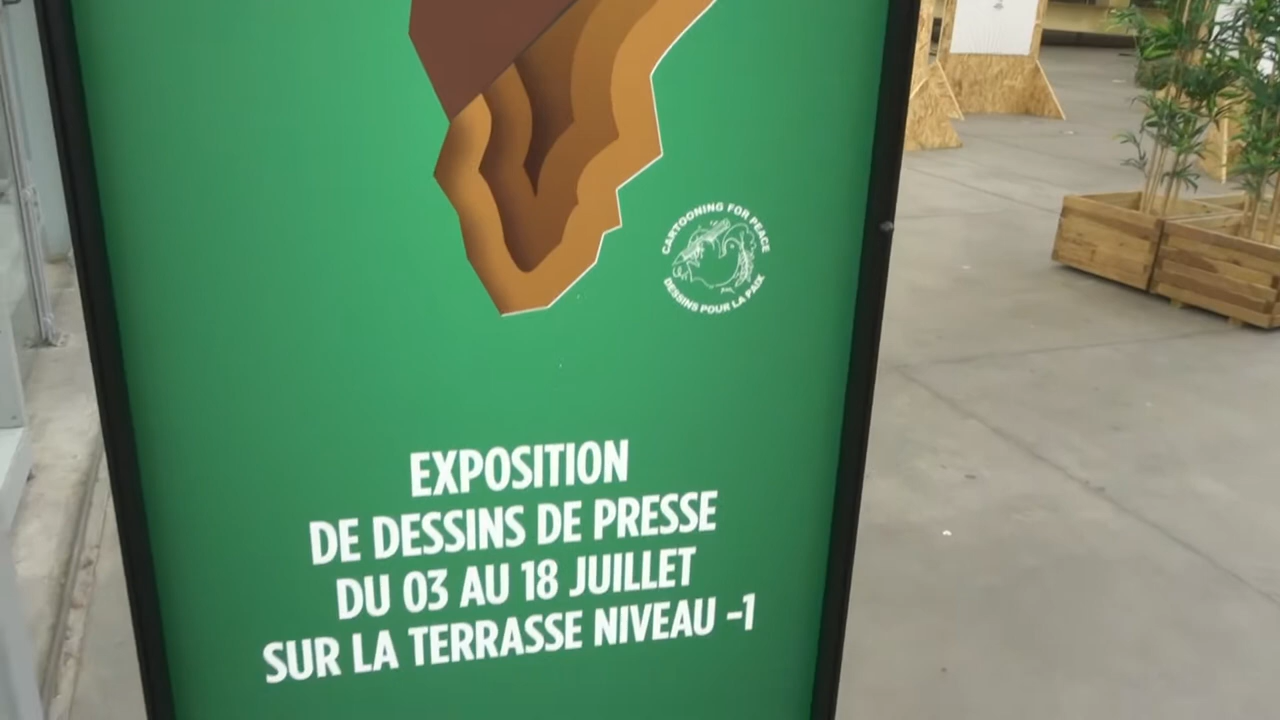 CARTOONING FOR PEACE
DESSINS POUR LA PAIX
EXPOSITION
DE DESSINS DE PRESSE
DU 03 AU 18 JUILLET
SUR LA TERRASSE NIVEAU -1